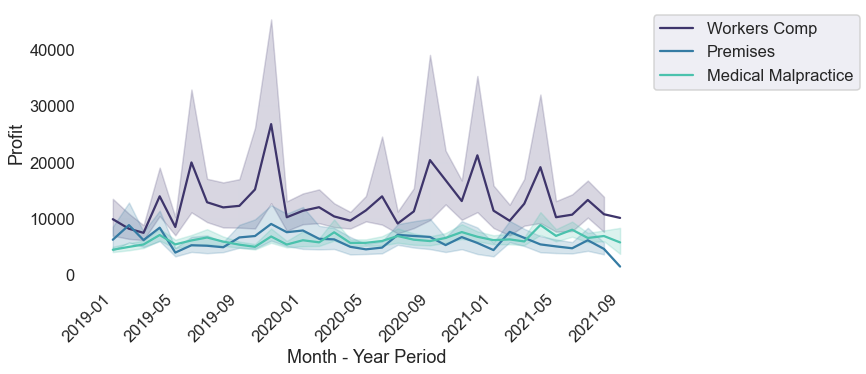 Workers Comp
Premises
Medical Malpractice
Profit
40000
30000
20000
10000
0
2019-01
2019-05
2019-09
2020-01
2020-05
2020-09
2021-01
2021-05
2021-09
Month - Year Period